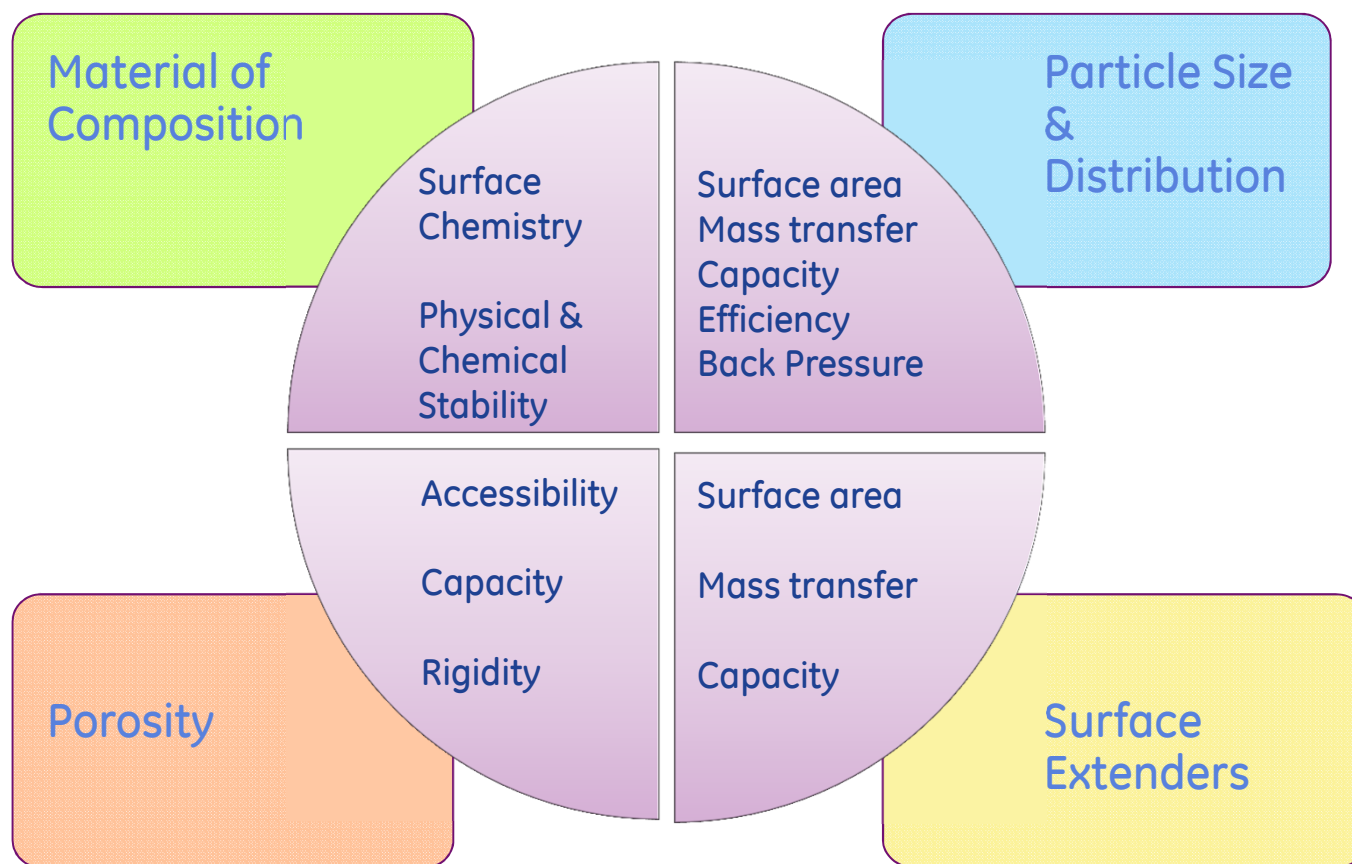 Material of
Composition
Surface
Chemistry
Physical &
Chemical
Stability
Particle Size
&
Distribution
Surface area
Mass transfer
Capacity
Efficiency
Back Pressure
Porosity
Accessibility
Capacity
Rigidity
Surface
Extenders
Surface area
Mass transfer
Capacity